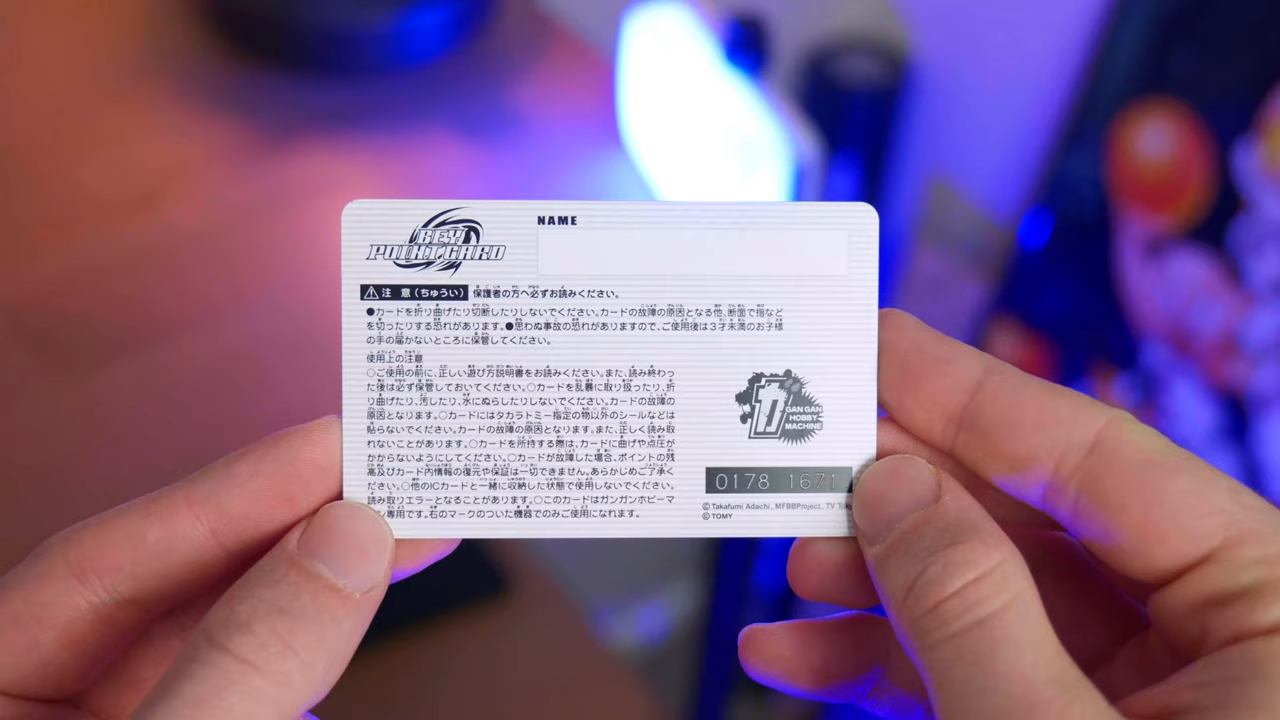 BEY POINT CARD
NAME
注 意(ちゅうい) 保護者の方へ必ずお読みください。
●カードを折り曲げたり切断したりしないでください。カードの故障の原因となる他、断面で指など
を切ったりする恐れがあります。●思わぬ事故の恐れがありますので、ご使用後は3才未満のお子様
の手の届かないところに保管してください。
使用上の注意
○ご使用の前に、正しい遊び方説明書をお読みください。また、読み終わっ
た後は必ず保管しておいてください。○カードを乱暴に取り扱ったり、折
り曲げたり、汚したり、水にぬらしたりしないでください。カードの故障の
原因となります。○カードにはタカラトミー指定の物以外のシールなどは
貼らないでください。カードの故障の原因となります。また、正しく読み取
れないことがあります。○カードを所持する際は、カードに曲げや点圧が
かからないようにしてください。○カードが故障した場合、ポイントの残
高及びカード内情報の復元や保証は一切できません。あらかじめご了承く
ださい。○他のICカードと一緒に収納した状態で使用しないでください。
読み取りエラーとなることがあります。○このカードはガンガンホビーマ
専用です。右のマークのついた機器でのみご使用になれます。
GAN GAN
HOBBY
MACHINE
0178 1671
© Takafumi Adachi, MFBBProject, TV
© TOMY